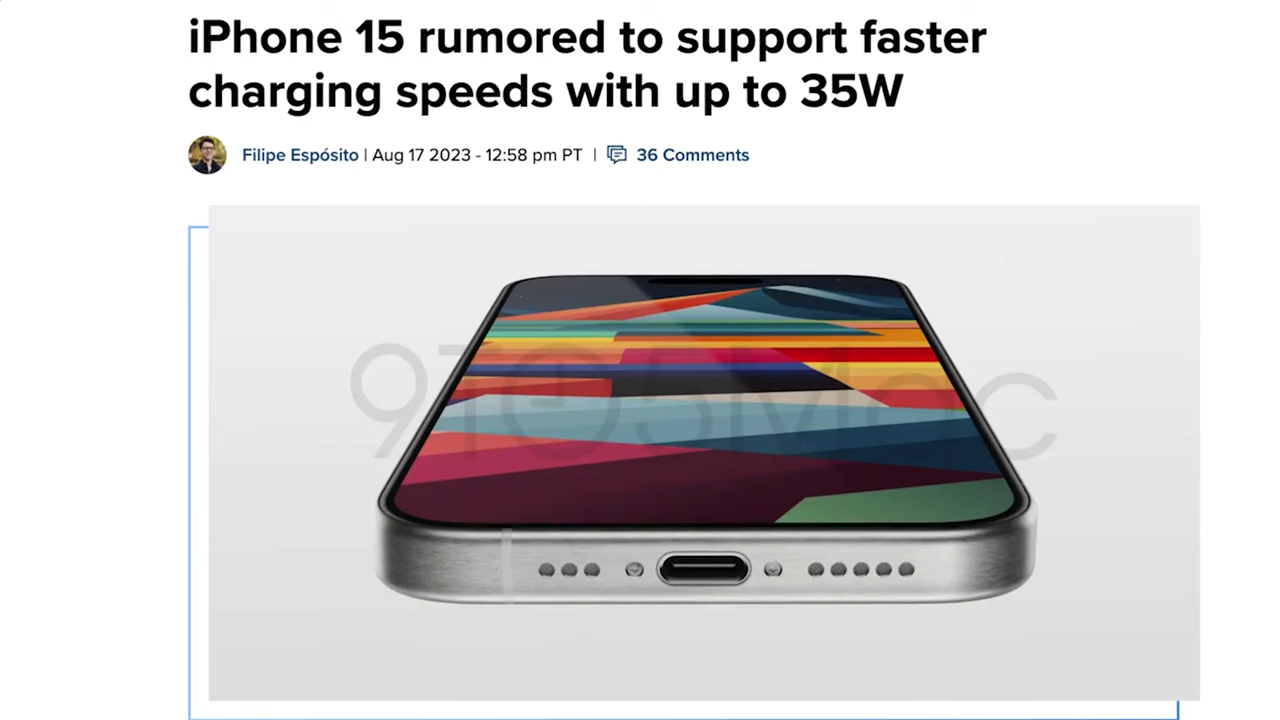 iPhone 15 rumored to support faster
charging speeds with up to 35W
Filipe Espósito | Aug 17 2023 - 12:58 pm PT | 36 Comments
9TO5Mac